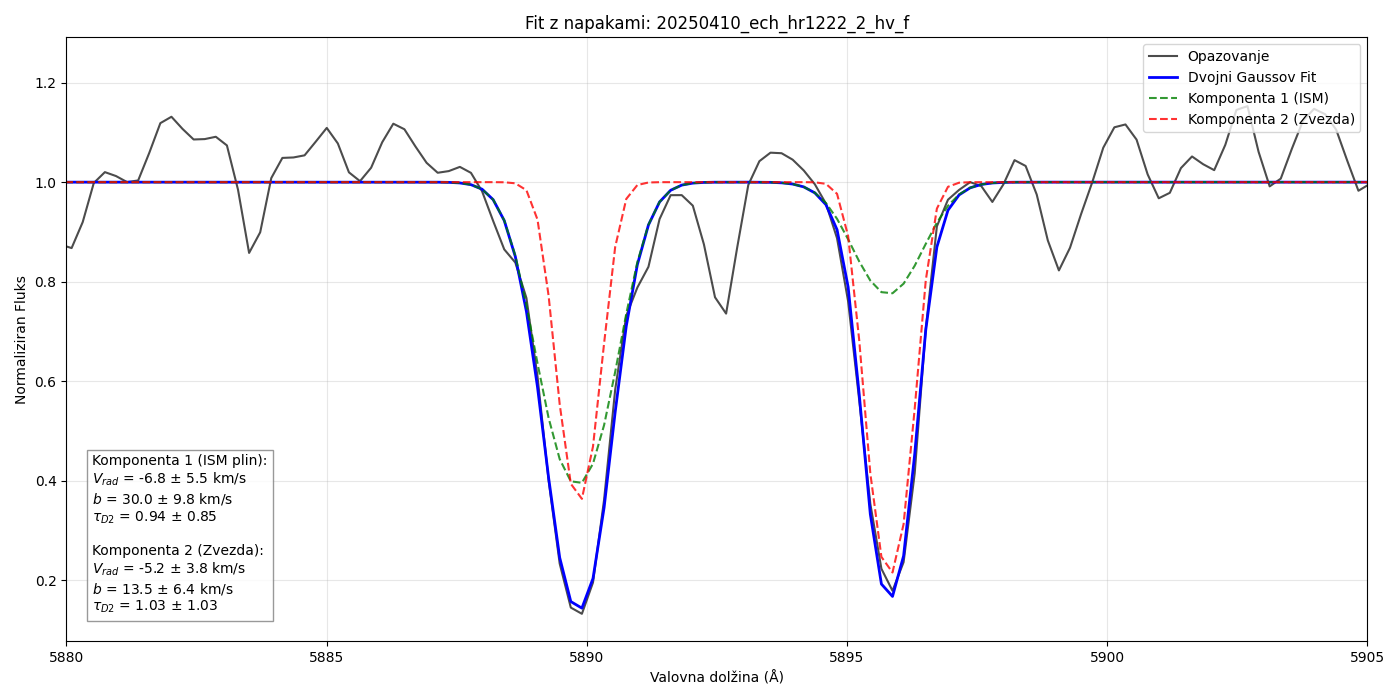 Fit z napakami: 20250410_ech_hr1222_2_hv_f
Normaliziran Fluks
1.2
1.0
0.8
0.6
0.4
0.2
Opazovanje
Dvojni Gaussov Fit
Komponenta 1 (ISM)
Komponenta 2 (Zvezda)
Komponenta 1 (ISM plin):
V_rad = -6.8 ± 5.5 km/s
b = 30.0 ± 9.8 km/s
τ_D2 = 0.94 ± 0.85
Komponenta 2 (Zvezda):
V_rad = -5.2 ± 3.8 km/s
b = 13.5 ± 6.4 km/s
τ_D2 = 1.03 ± 1.03
5880 5885 5890 5895 5900 5905
Valovna dolžina (Å)